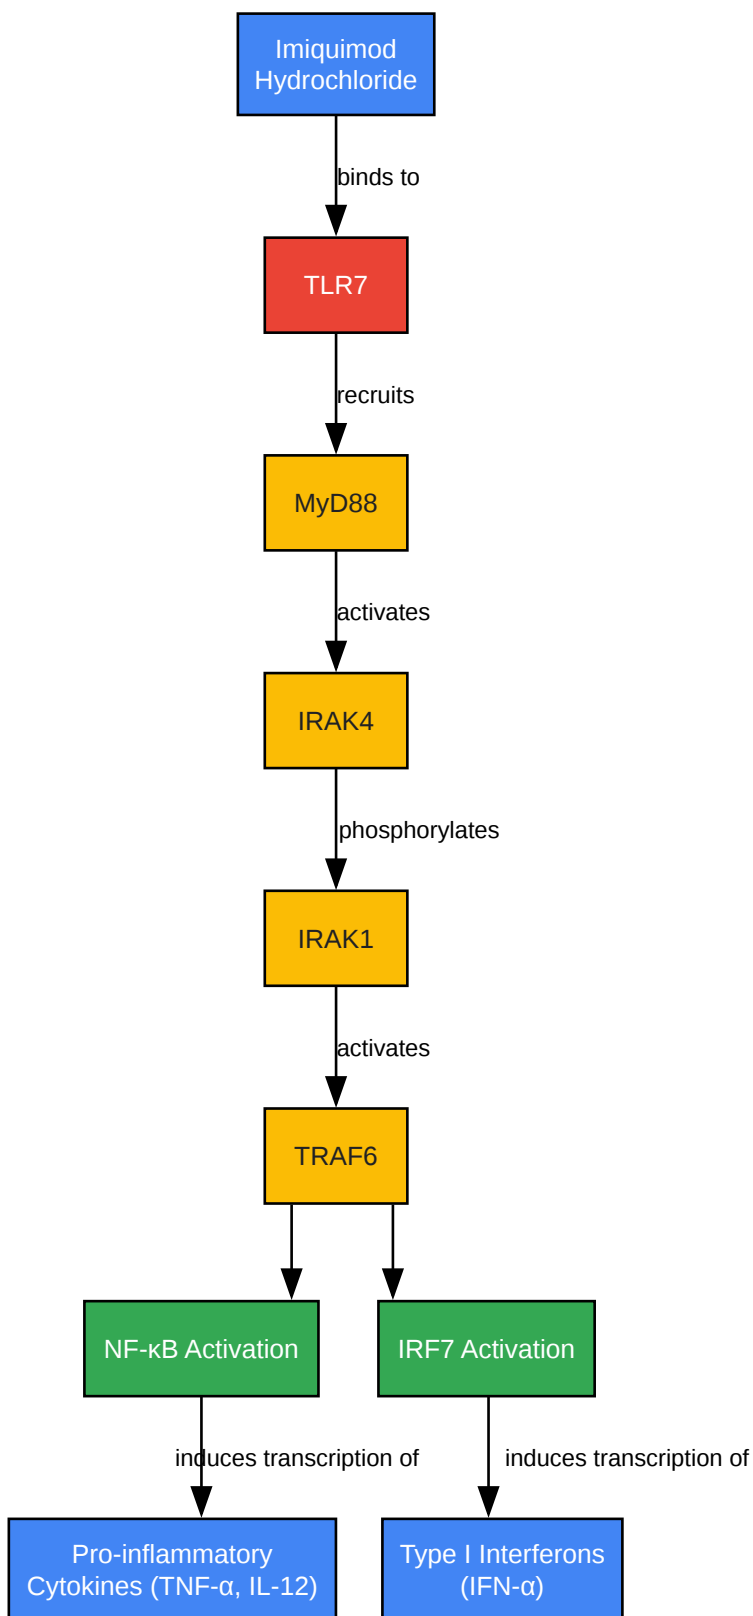 Imiquimod
Hydrochloride
binds to
TLR7
recruits
MyD88
activates
IRAK4
phosphorylates
IRAK1
activates
TRAF6
NF-κB Activation
IRF7 Activation
induces transcription of
induces transcription of
Pro-inflammatory
Cytokines (TNF-α, IL-12)
Type I Interferons
(IFN-α)